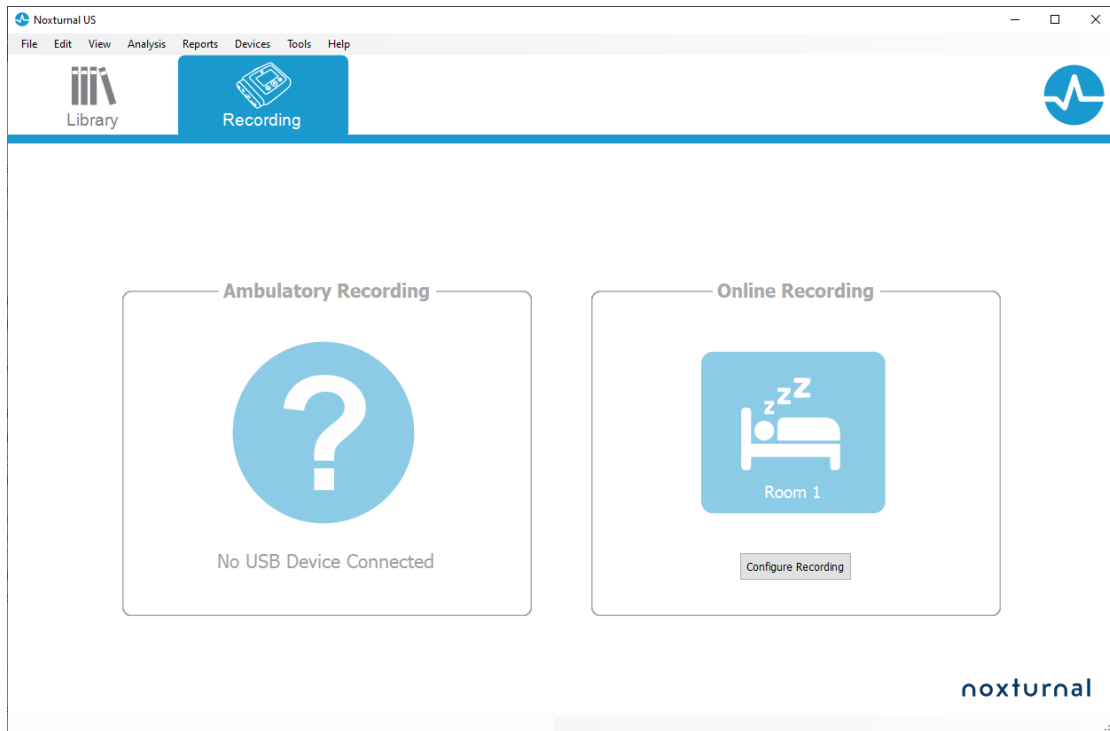 Noxturnal US
File Edit View Analysis Reports Devices Tools Help
Library
Recording
Ambulatory Recording
?
No USB Device Connected
Online Recording
z z Z
Room 1
Configure Recording
noxturnal